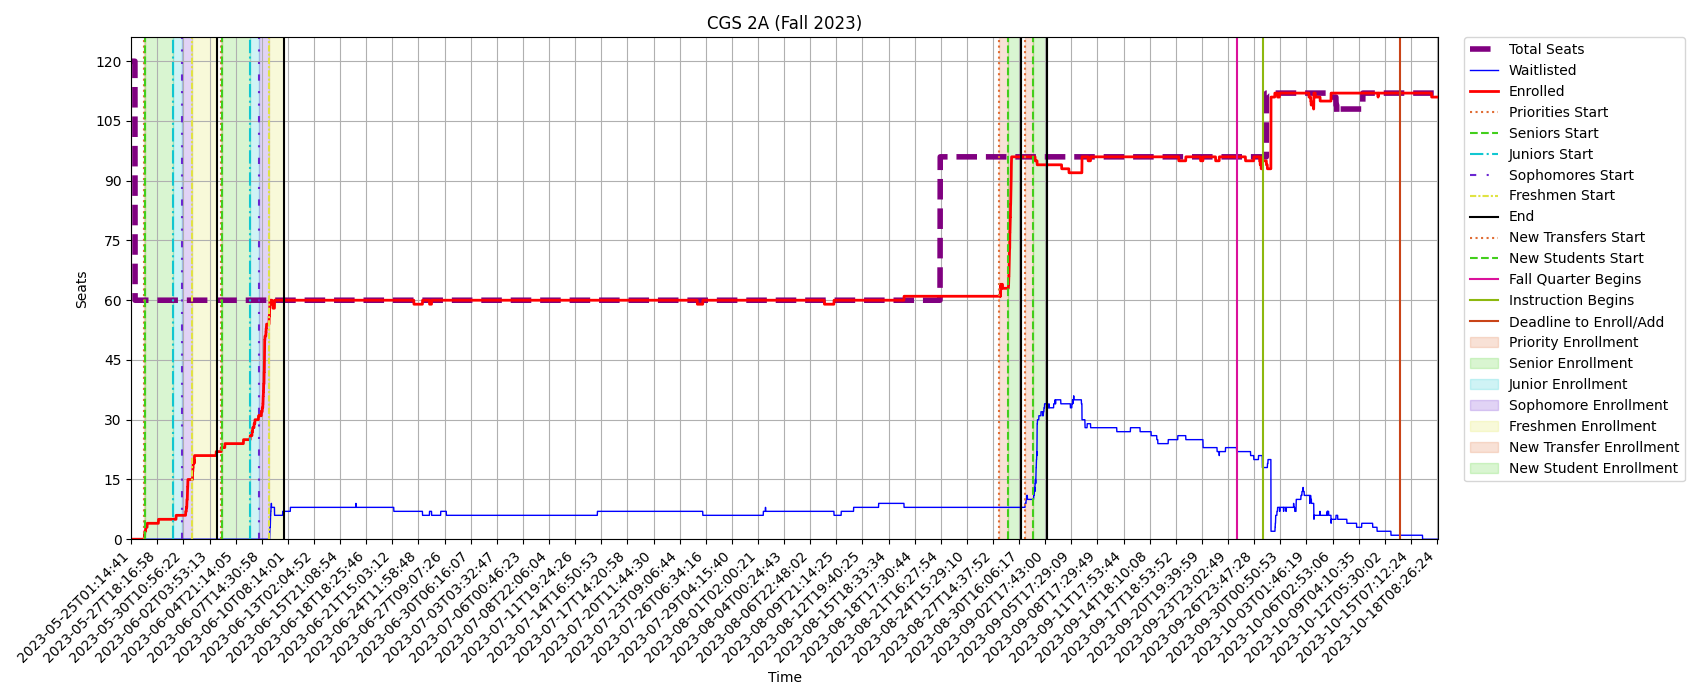 CGS 2A (Fall 2023)
120
105
90
75
60
45
30
15
0
Seats
2023-05-25T01:14:41
2023-05-27T18:16:58
2023-05-30T10:56:22
2023-06-02T03:53:13
2023-06-04T21:14:05
2023-06-07T14:30:58
2023-06-10T08:14:01
2023-06-13T02:04:52
2023-06-15T21:08:54
2023-06-18T18:25:46
2023-06-21T15:03:12
2023-06-24T11:58:48
2023-06-27T09:07:26
2023-06-30T06:16:07
2023-07-03T03:32:47
2023-07-06T00:46:23
2023-07-08T22:06:04
2023-07-11T19:24:26
2023-07-14T16:50:53
2023-07-17T14:20:58
2023-07-20T11:44:30
2023-07-23T09:06:44
2023-07-26T06:34:16
2023-07-29T04:15:40
2023-08-01T02:00:21
2023-08-04T00:24:43
2023-08-06T22:48:02
2023-08-09T21:14:25
2023-08-12T19:40:25
2023-08-15T18:33:34
2023-08-18T17:30:44
2023-08-21T16:27:54
2023-08-24T15:29:10
2023-08-27T14:37:52
2023-08-30T16:06:17
2023-09-02T17:43:00
2023-09-05T17:29:09
2023-09-08T17:29:49
2023-09-11T17:53:44
2023-09-14T18:10:08
2023-09-17T18:53:52
2023-09-20T19:39:59
2023-09-23T23:02:49
2023-09-26T23:47:28
2023-09-30T00:50:53
2023-10-03T01:46:19
2023-10-06T02:53:06
2023-10-09T04:10:35
2023-10-12T05:30:02
2023-10-15T07:12:24
2023-10-18T08:26:24
Time
Total Seats
Waitlisted
Enrolled
Priorities Start
Seniors Start
Juniors Start
Sophomores Start
Freshmen Start
End
New Transfers Start
New Students Start
Fall Quarter Begins
Instruction Begins
Deadline to Enroll/Add
Priority Enrollment
Senior Enrollment
Junior Enrollment
Sophomore Enrollment
Freshmen Enrollment
New Transfer Enrollment
New Student Enrollment